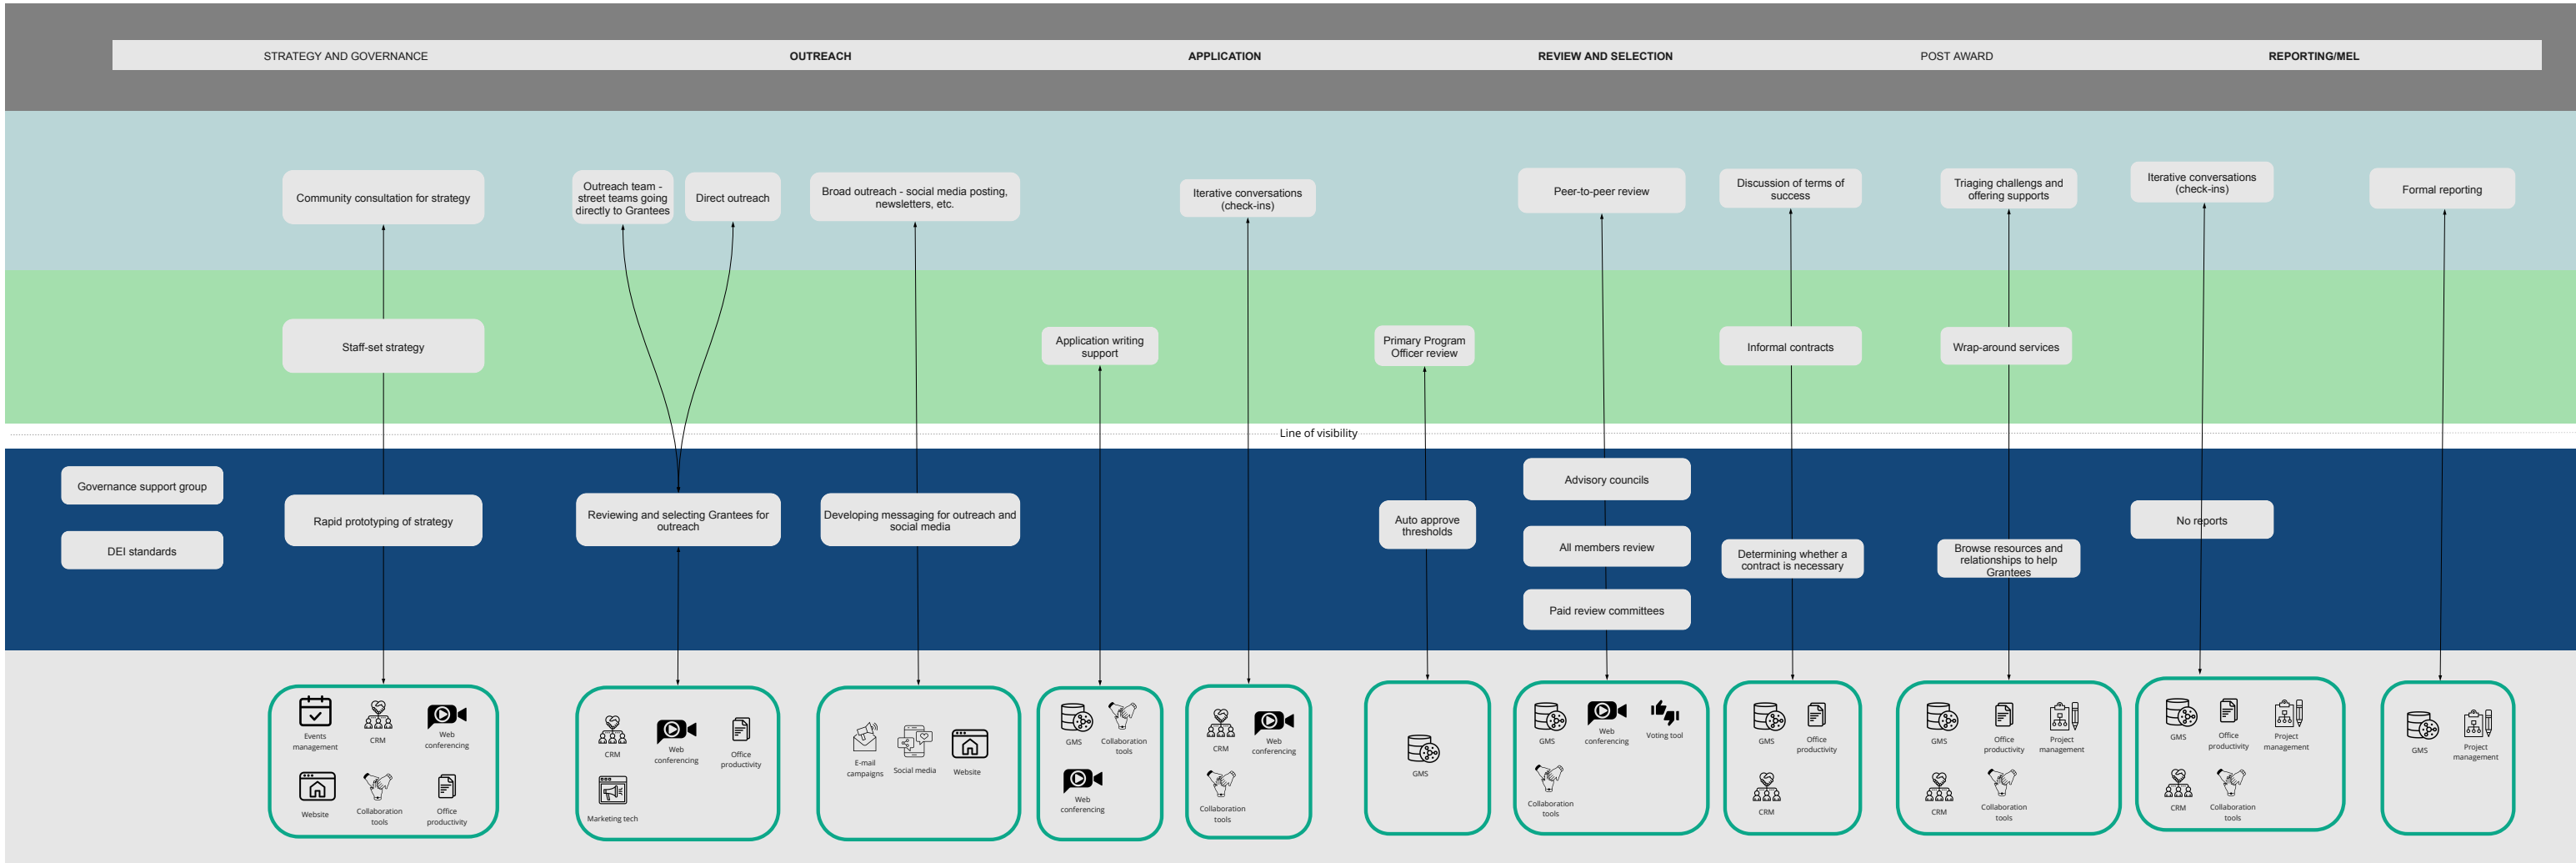 STRATEGY AND GOVERNANCE
OUTREACH
APPLICATION
REVIEW AND SELECTION
POST AWARD
REPORTING/MEL
Community consultation for strategy
Outreach team -
street teams going
directly to Grantees
Direct outreach
Broad outreach - social media posting,
newsletters, etc.
Iterative conversations
(check-ins)
Peer-to-peer review
Discussion of terms of
success
Triaging challengs and
offering supports
Iterative conversations
(check-ins)
Formal reporting
Staff-set strategy
Application writing
support
Primary Program
Officer review
Informal contracts
Wrap-around services
Line of visibility
Governance support group
DEI standards
Rapid prototyping of strategy
Reviewing and selecting Grantees for
outreach
Developing messaging for outreach and
social media
Auto approve
thresholds
Advisory councils
All members review
Paid review committees
Determining whether a
contract is necessary
Browse resources and
relationships to help
Grantees
No reports
Events
management
CRM
Web
conferencing
Website
Collaboration
tools
Office
productivity
CRM
Web
conferencing
Office
productivity
Marketing tech
E-mail
campaigns
Social media
Website
GMS
Collaboration
tools
Web
conferencing
CRM
Web
conferencing
Collaboration
tools
GMS
GMS
Web
conferencing
Voting tool
Collaboration
tools
GMS
Office
productivity
CRM
GMS
Office
productivity
Project
management
CRM
Collaboration
tools
GMS
Office
productivity
Project
management
CRM
Collaboration
tools
GMS
Project
management